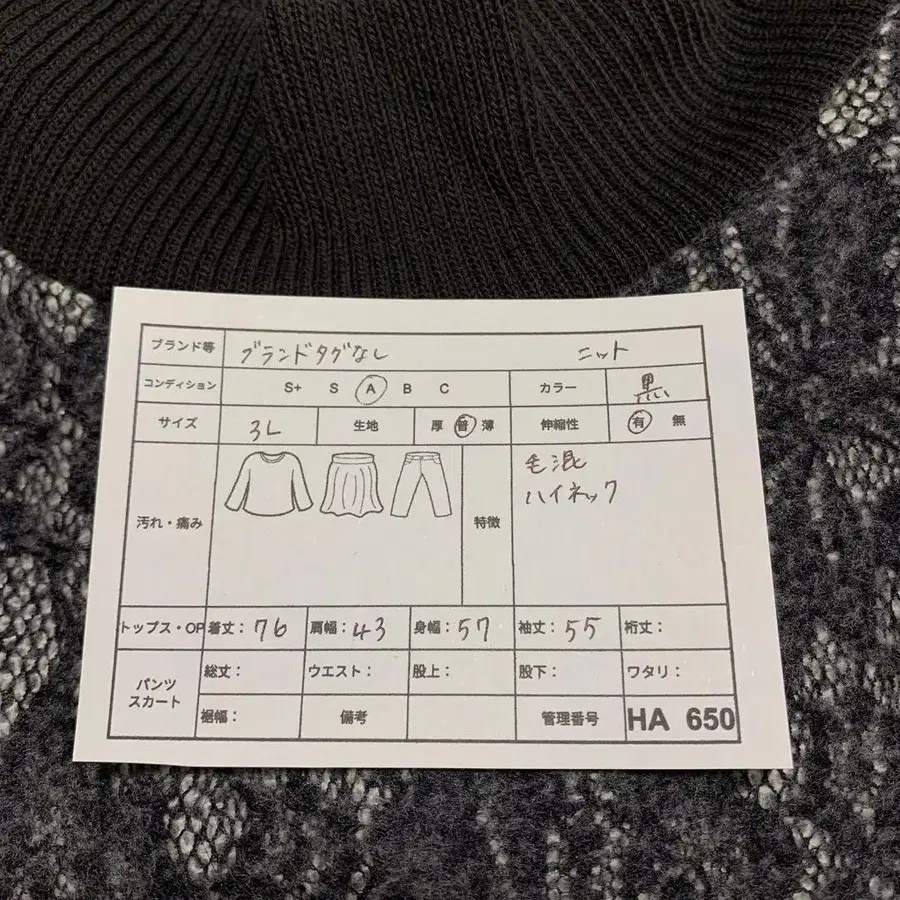 ブランド等 ブランドタグなし ニット
コンディション S+ S A B C カラー 黒
サイズ 3L 生地 厚 普 薄 伸縮性 有 無
汚れ・痛み 特徴 毛混
ハイネック
トップス・OP 着丈：76 肩幅：43 身幅：57 袖丈：55 裄丈：
パンツ 総丈： ウエスト： 股上： 股下： ワタリ：
スカート 裾幅： 備考 管理番号 HA 650